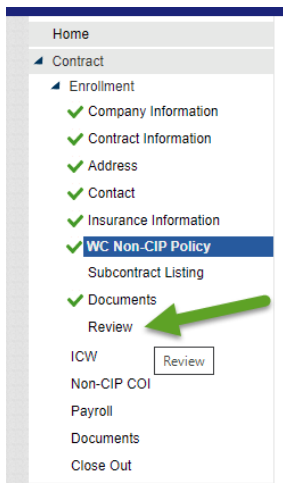 Home
Contract
Enrollment
Company Information
Contract Information
Address
Contact
Insurance Information
WC Non-CIP Policy
Subcontract Listing
Documents
Review
ICW
Review
Non-CIP COI
Payroll
Documents
Close Out